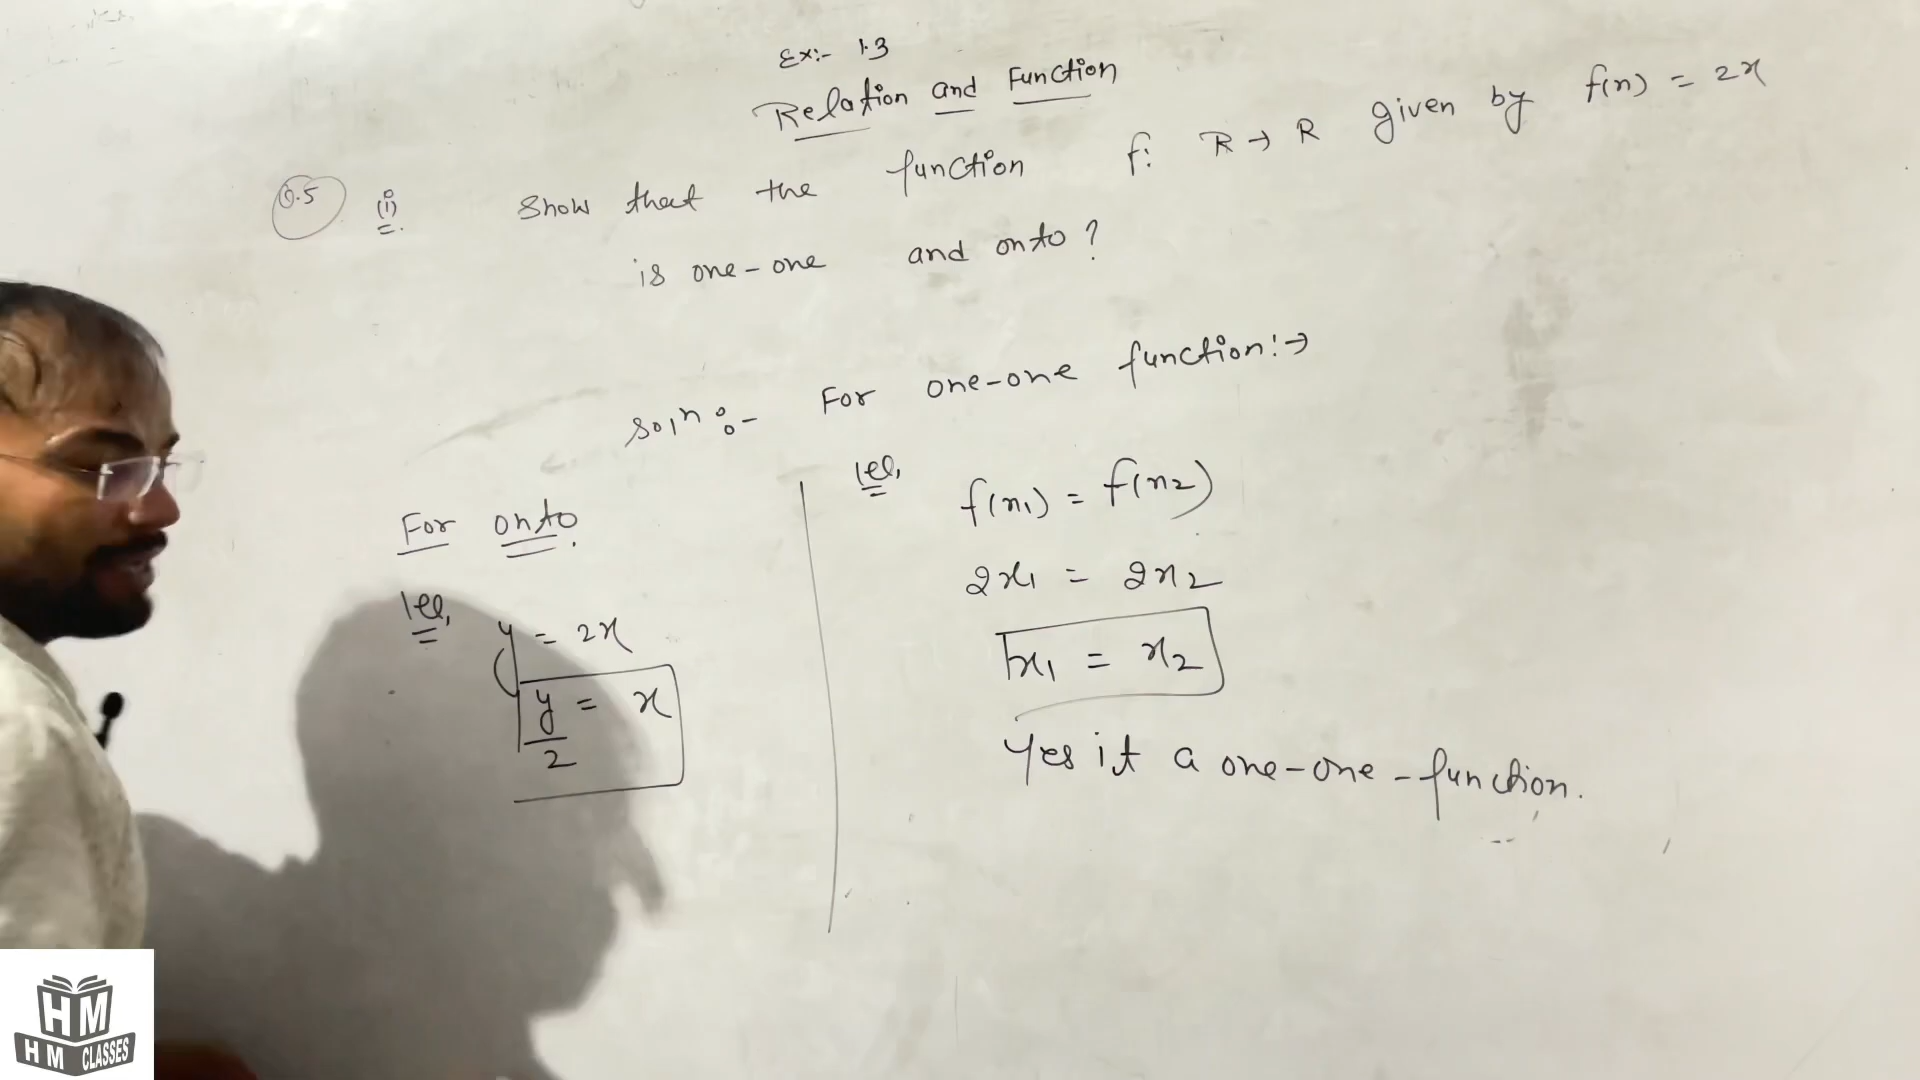 Ex:- 1.3
Relation and Function
Q.5 (i) Show that the function f: R → R given by f(x) = 2x
is one-one and onto?
Soln :- For one-one function:→
let,
f(x1) = f(x2)
2x1 = 2x2
x1 = x2
Yes it a one-one-function.
For onto.
let,
y = 2x
y/2 = x
HM
HM CLASSES